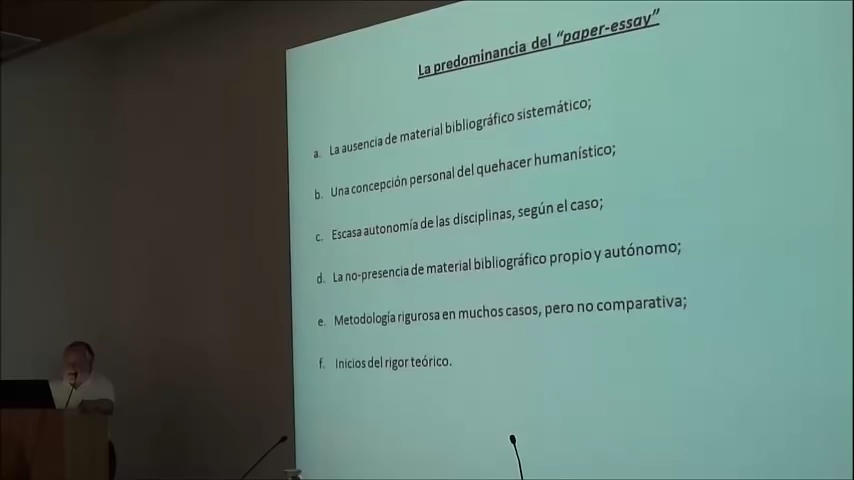 La predominancia del "paper-essay"
a. La ausencia de material bibliográfico sistemático;
b. Una concepción personal del quehacer humanístico;
c. Escasa autonomía de las disciplinas, según el caso;
d. La no-presencia de material bibliográfico propio y autónomo;
e. Metodología rigurosa en muchos casos, pero no comparativa;
f. Inicios del rigor teórico.